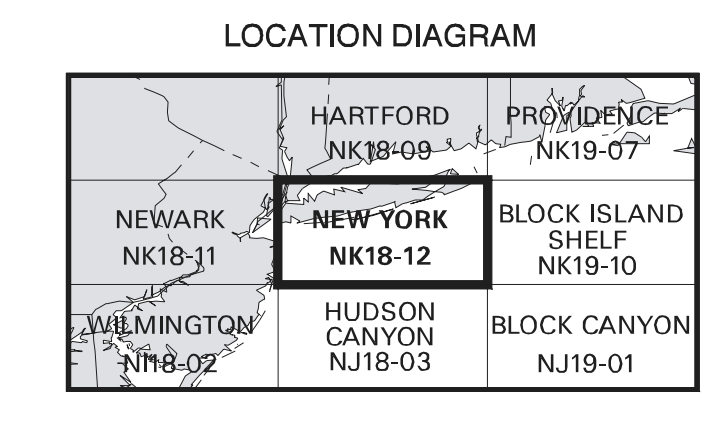 LOCATION DIAGRAM
HARTFORD
NK18-09
PROVIDENCE
NK19-07
NEWARK
NK18-11
NEW YORK
NK18-12
BLOCK ISLAND
SHELF
NK19-10
WILMINGTON
NI18-02
HUDSON
CANYON
NJ18-03
BLOCK CANYON
NJ19-01